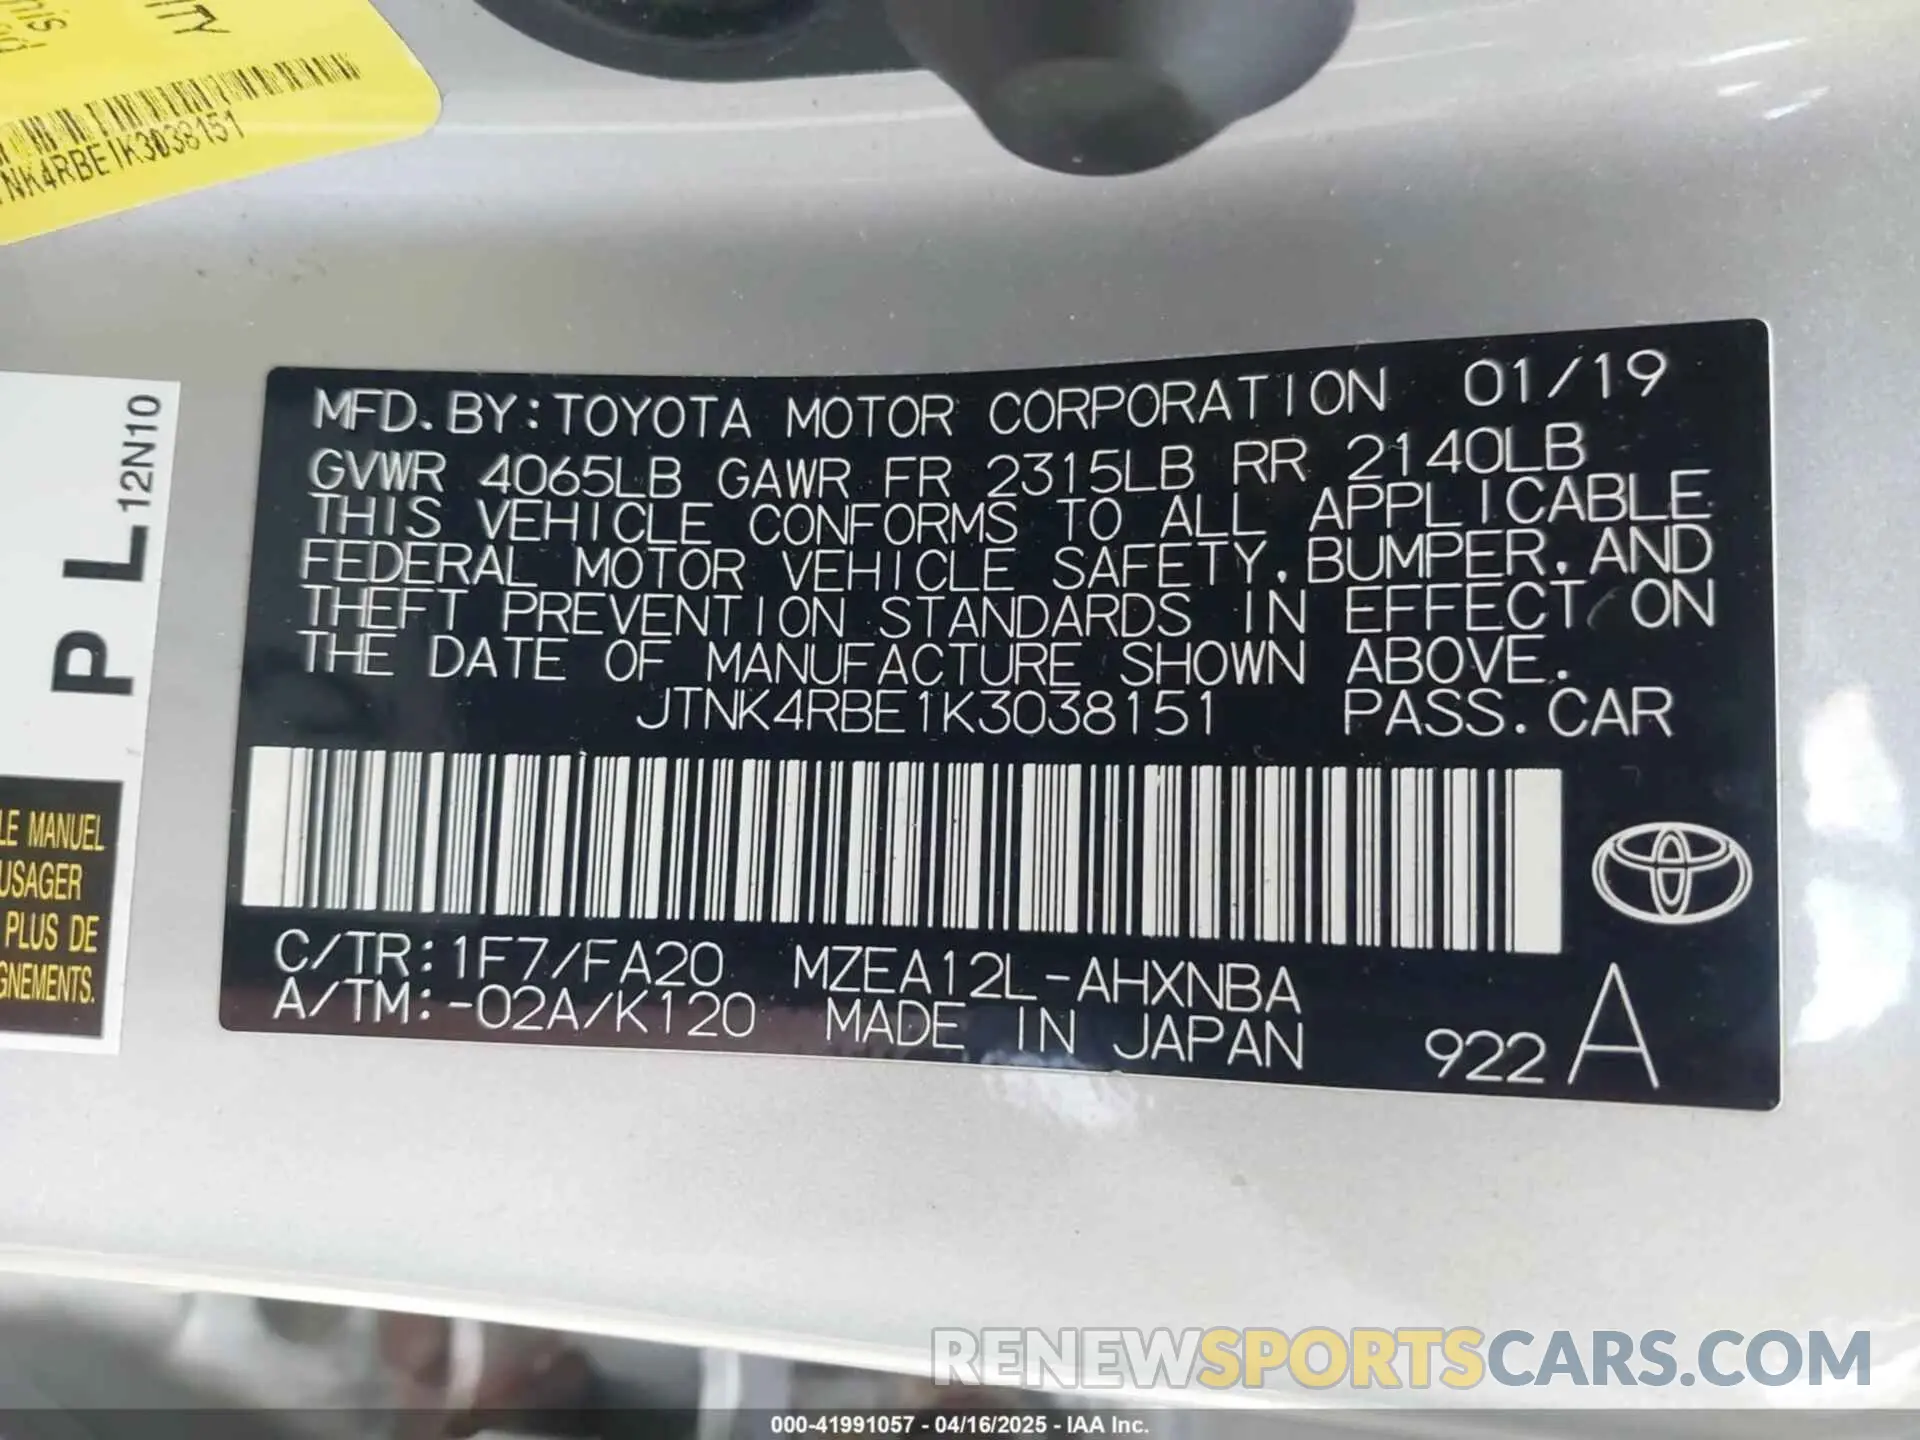 ITY
his
NK4RBE1K3038151
P L 12N10
LE MANUEL
USAGER
PLUS DE
GNEMENTS.
MFD. BY: TOYOTA MOTOR CORPORATION 01/19
GVWR 4065LB GAWR FR 2315LB RR 2140LB
THIS VEHICLE CONFORMS TO ALL APPLICABLE
FEDERAL MOTOR VEHICLE SAFETY, BUMPER, AND
THEFT PREVENTION STANDARDS IN EFFECT ON
THE DATE OF MANUFACTURE SHOWN ABOVE.
JTNK4RBE1K3038151 PASS. CAR
C/TR: 1F7/FA20 MZEA12L-AHXNBA
A/TM: -02A/K120 MADE IN JAPAN 922 A
RENEWSPORTSCARS.COM
000-41991057 - 04/16/2025 - IAA Inc.